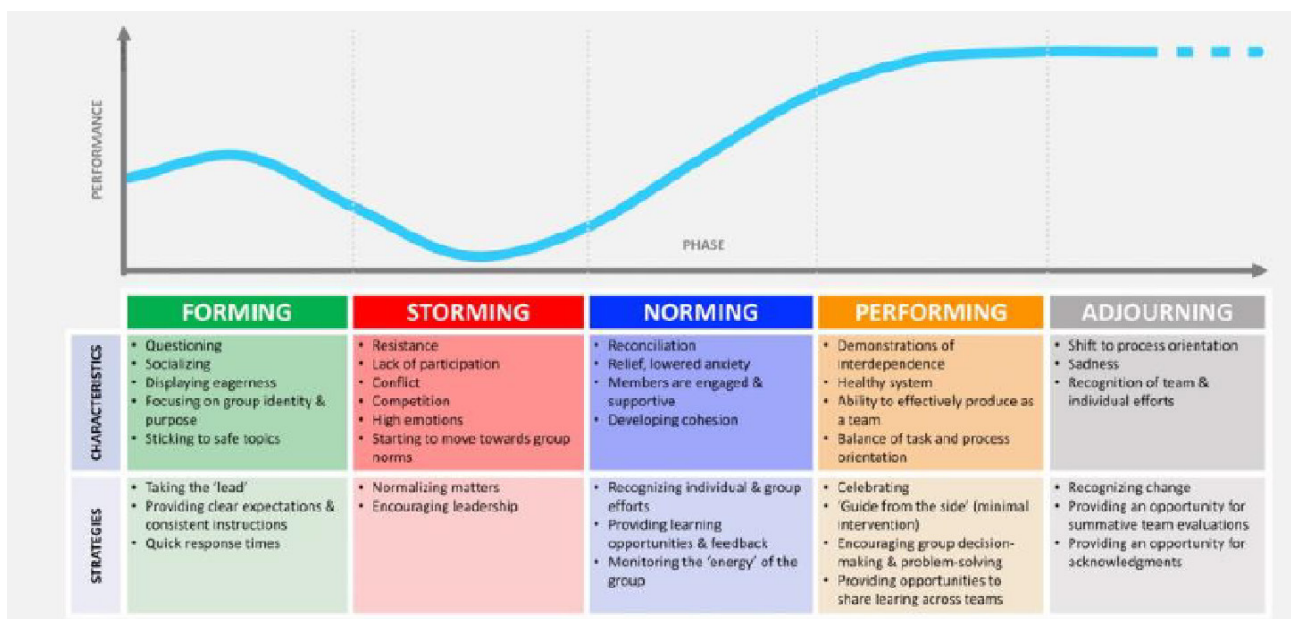 PERFORMANCE
PHASE
FORMING
STORMING
NORMING
PERFORMING
ADJOURNING
CHARACTERISTICS
• Questioning
• Socializing
• Displaying eagerness
• Focusing on group identity &
purpose
• Sticking to safe topics
• Resistance
• Lack of participation
• Conflict
• Competition
• High emotions
• Starting to move towards group
norms
• Reconciliation
• Relief, lowered anxiety
• Members are engaged &
supportive
• Developing cohesion
• Demonstrations of
interdependence
• Healthy system
• Ability to effectively produce as
a team
• Balance of task and process
orientation
• Shift to process orientation
• Sadness
• Recognition of team &
individual efforts
STRATEGIES
• Taking the 'lead'
• Providing clear expectations &
consistent instructions
• Quick response times
• Normalizing matters
• Encouraging leadership
• Recognizing individual & group
efforts
• Providing learning
opportunities & feedback
• Monitoring the 'energy' of the
group
• Celebrating
• 'Guide from the side' (minimal
intervention)
• Encouraging group decision-
making & problem-solving
• Providing opportunities to
share learing across teams
• Recognizing change
• Providing an opportunity for
summative team evaluations
• Providing an opportunity for
acknowledgments